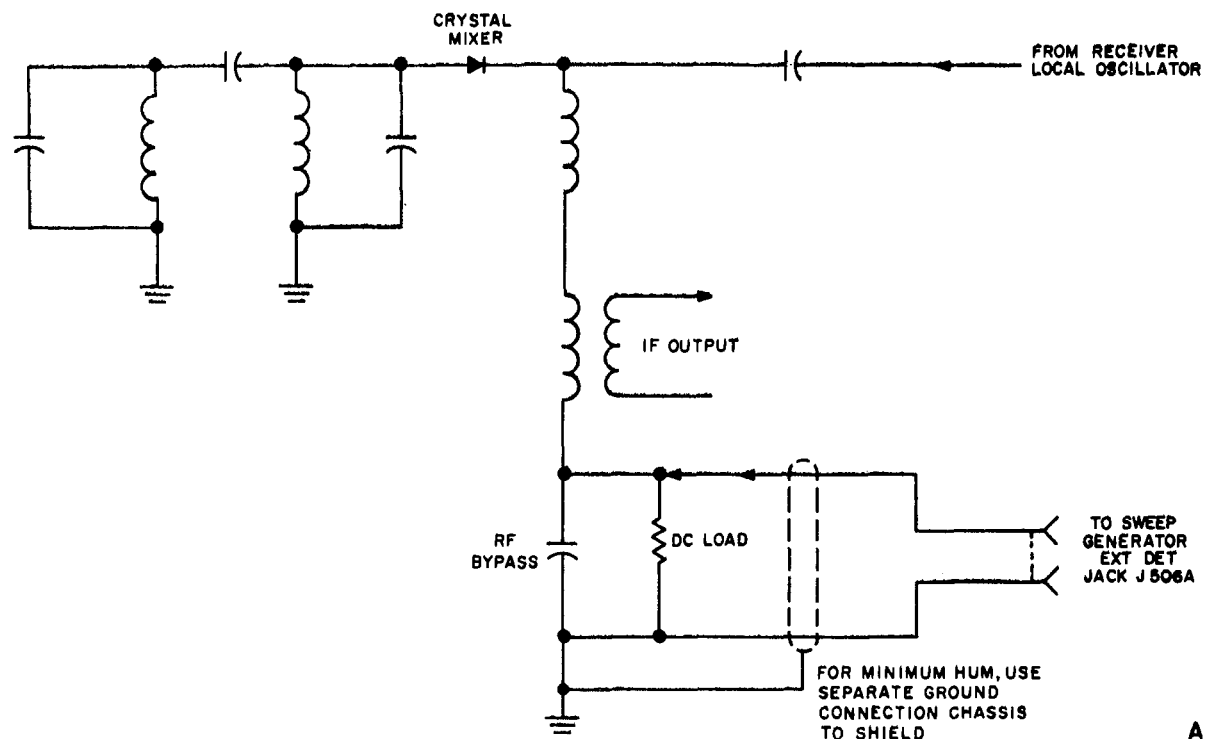 CRYSTAL
MIXER
FROM RECEIVER
LOCAL OSCILLATOR
IF OUTPUT
RF
BYPASS
DC LOAD
TO SWEEP
GENERATOR
EXT DET
JACK J506A
FOR MINIMUM HUM, USE
SEPARATE GROUND
CONNECTION CHASSIS
TO SHIELD
A